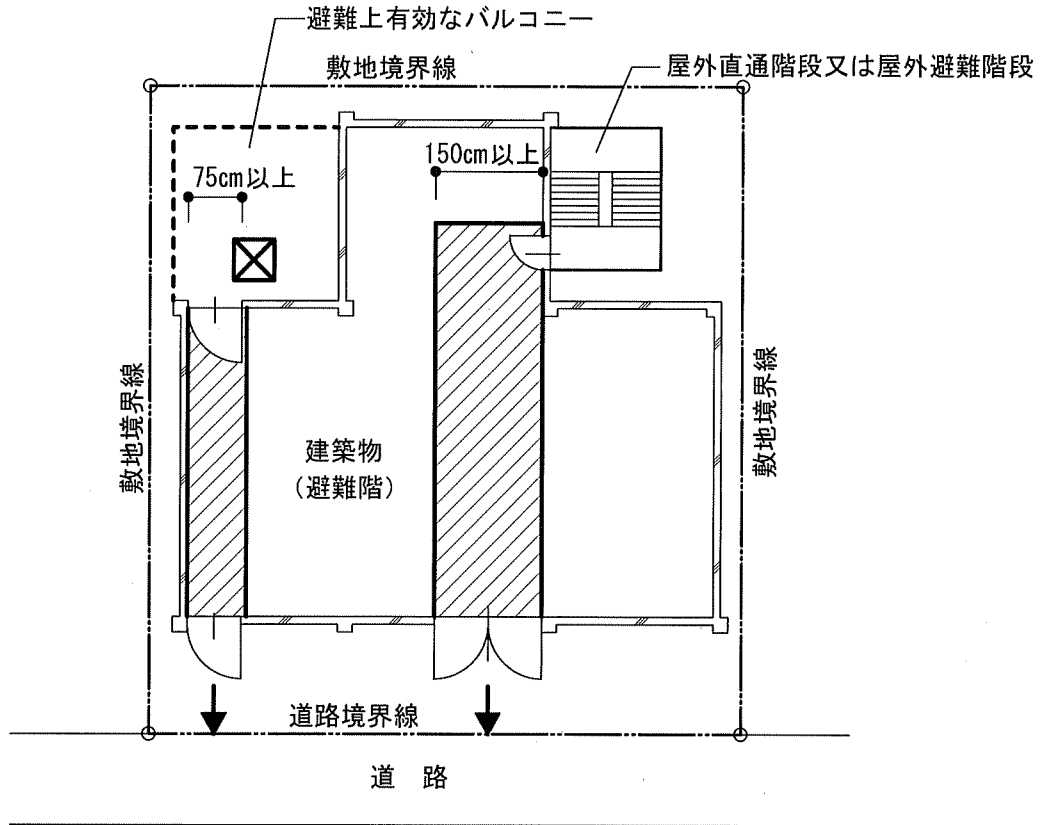 避難上有効なバルコニー
敷地境界線
屋外直通階段又は屋外避難階段
150cm以上
75cm以上
敷地境界線
敷地境界線
建築物
（避難階）
道路境界線
道 路